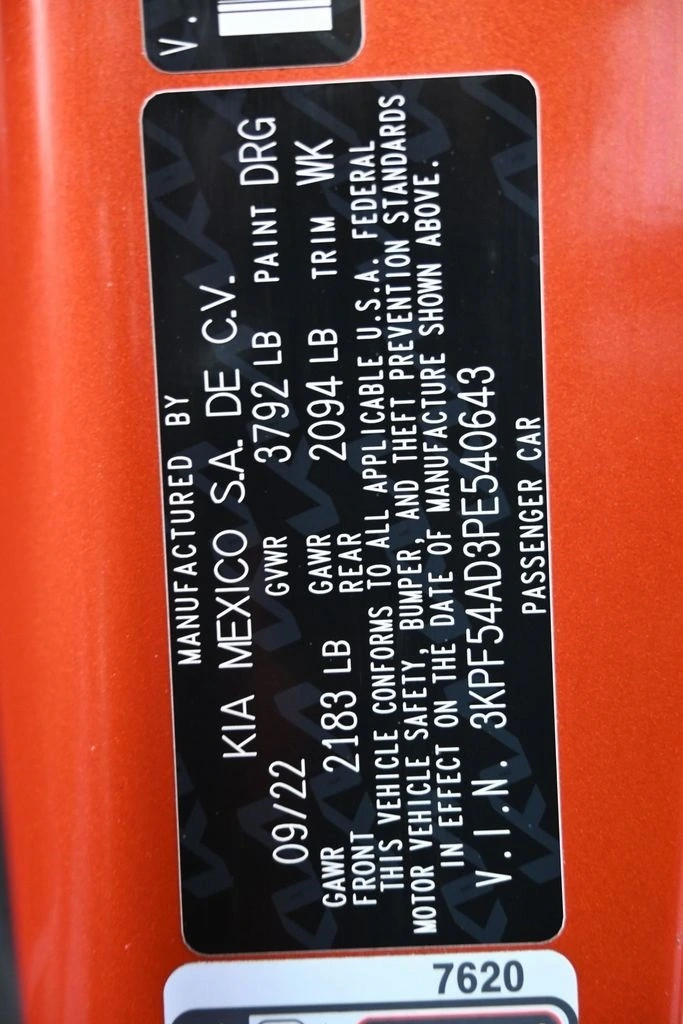 V.
MANUFACTURED BY
KIA MEXICO S.A. DE C.V.
09/22 GVWR 3792 LB PAINT DRG
GAWR FRONT 2183 LB GAWR REAR 2094 LB TRIM WK
THIS VEHICLE CONFORMS TO ALL APPLICABLE U.S.A. FEDERAL
MOTOR VEHICLE SAFETY, BUMPER, AND THEFT PREVENTION STANDARDS
IN EFFECT ON THE DATE OF MANUFACTURE SHOWN ABOVE.
V.I.N. 3KPF54AD3PE540643
PASSENGER CAR
7620